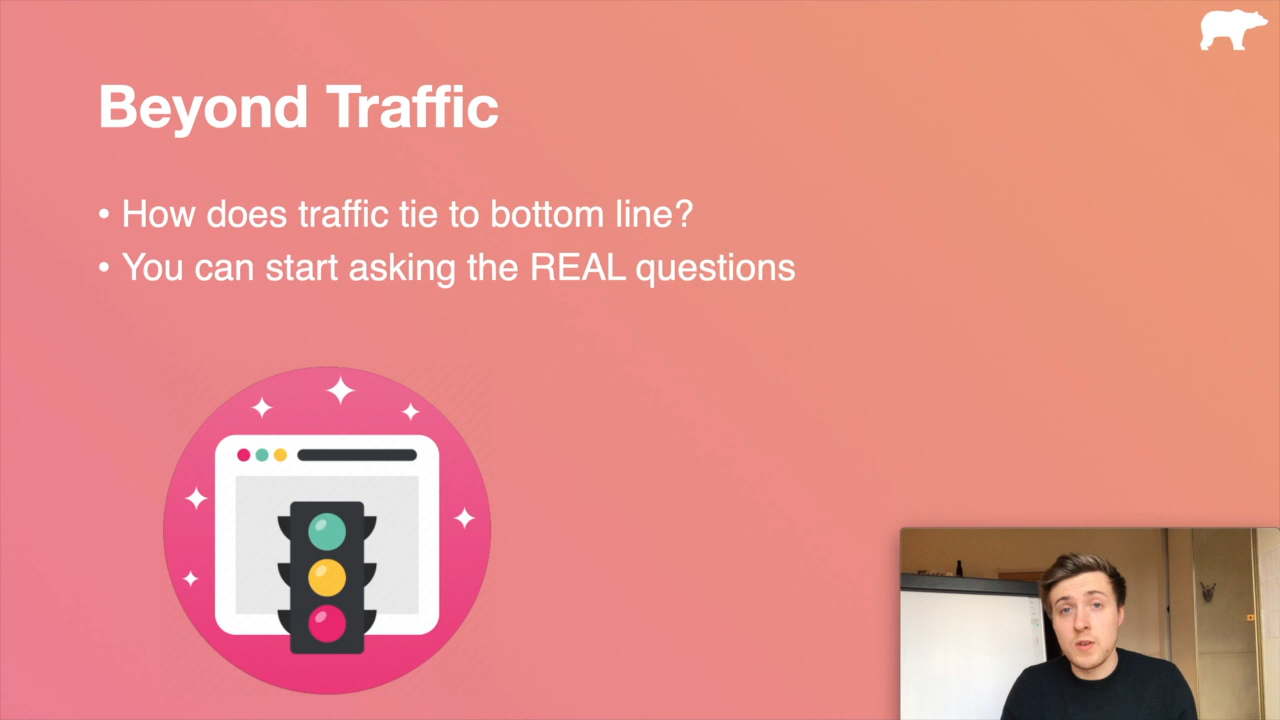 Beyond Traffic
• How does traffic tie to bottom line?
• You can start asking the REAL questions